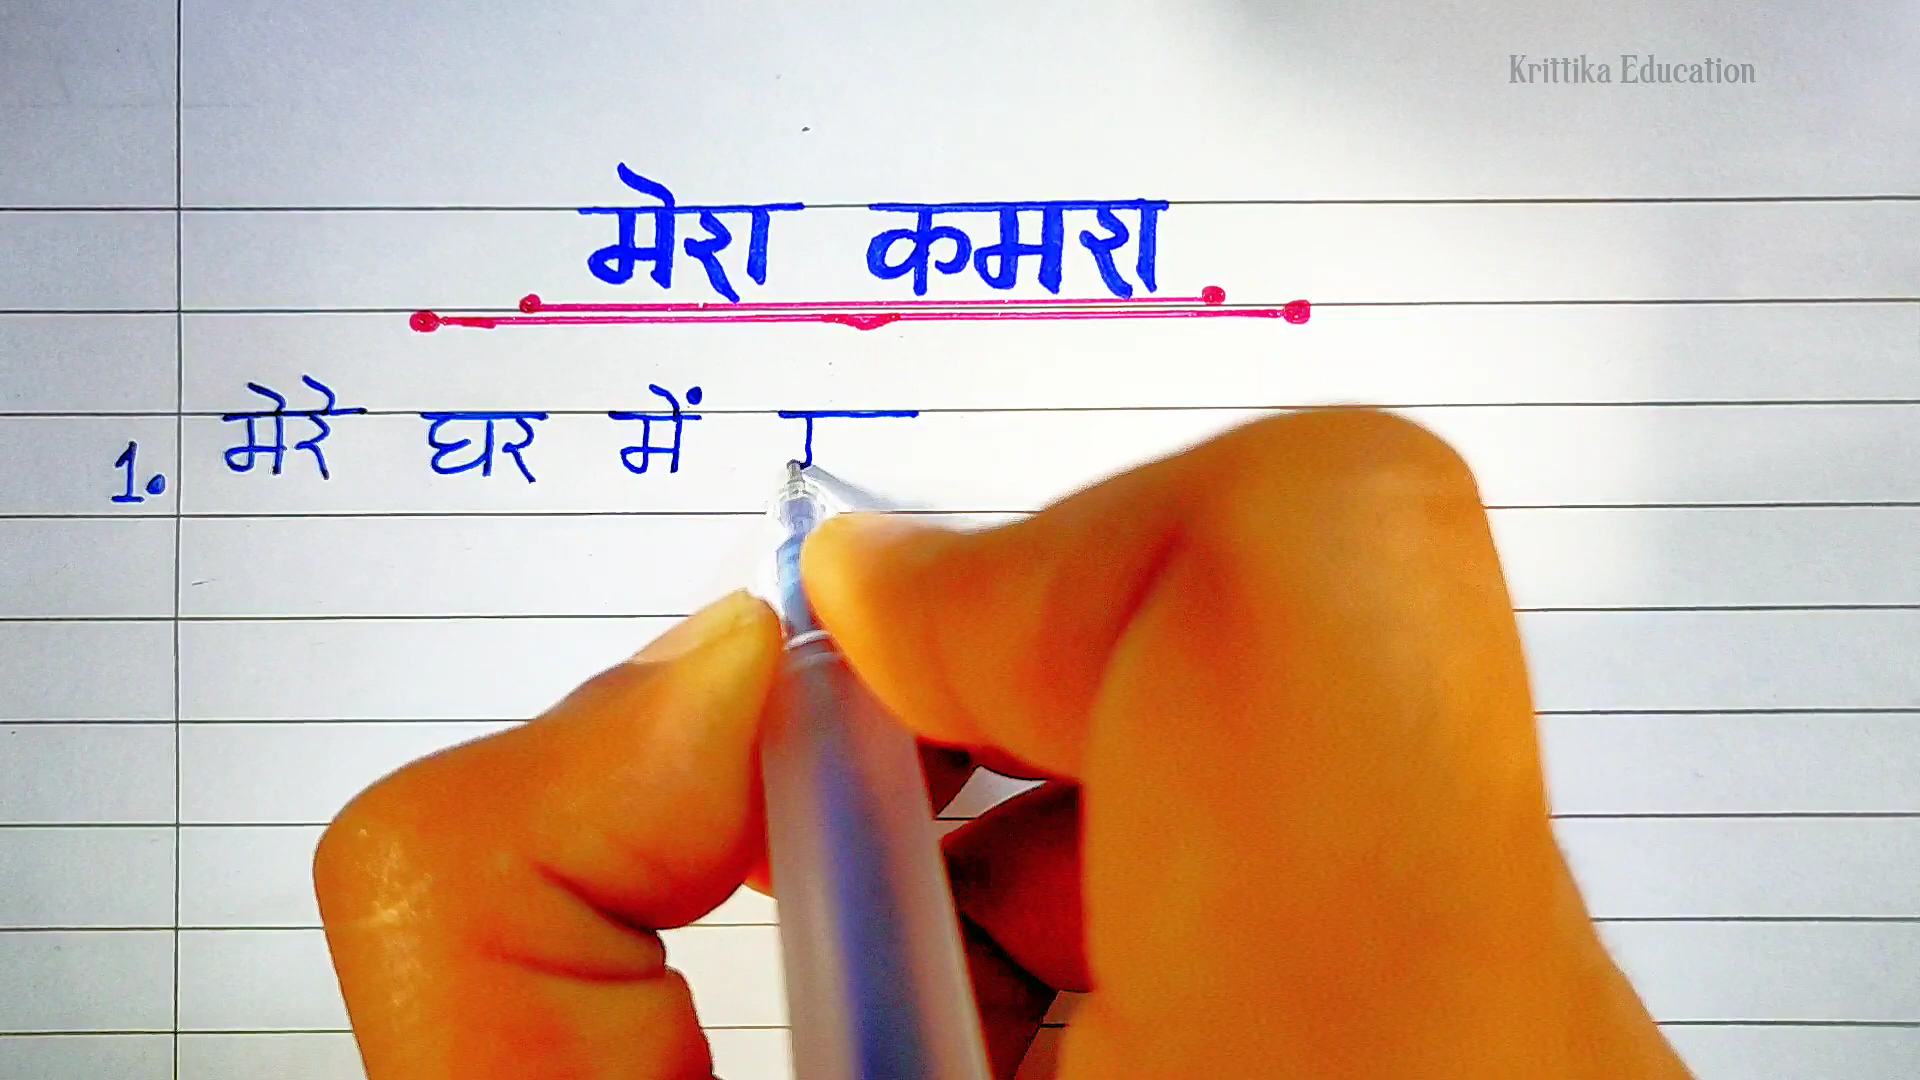 Krittika Education
मेरा कमरा
1. मेरे घर में